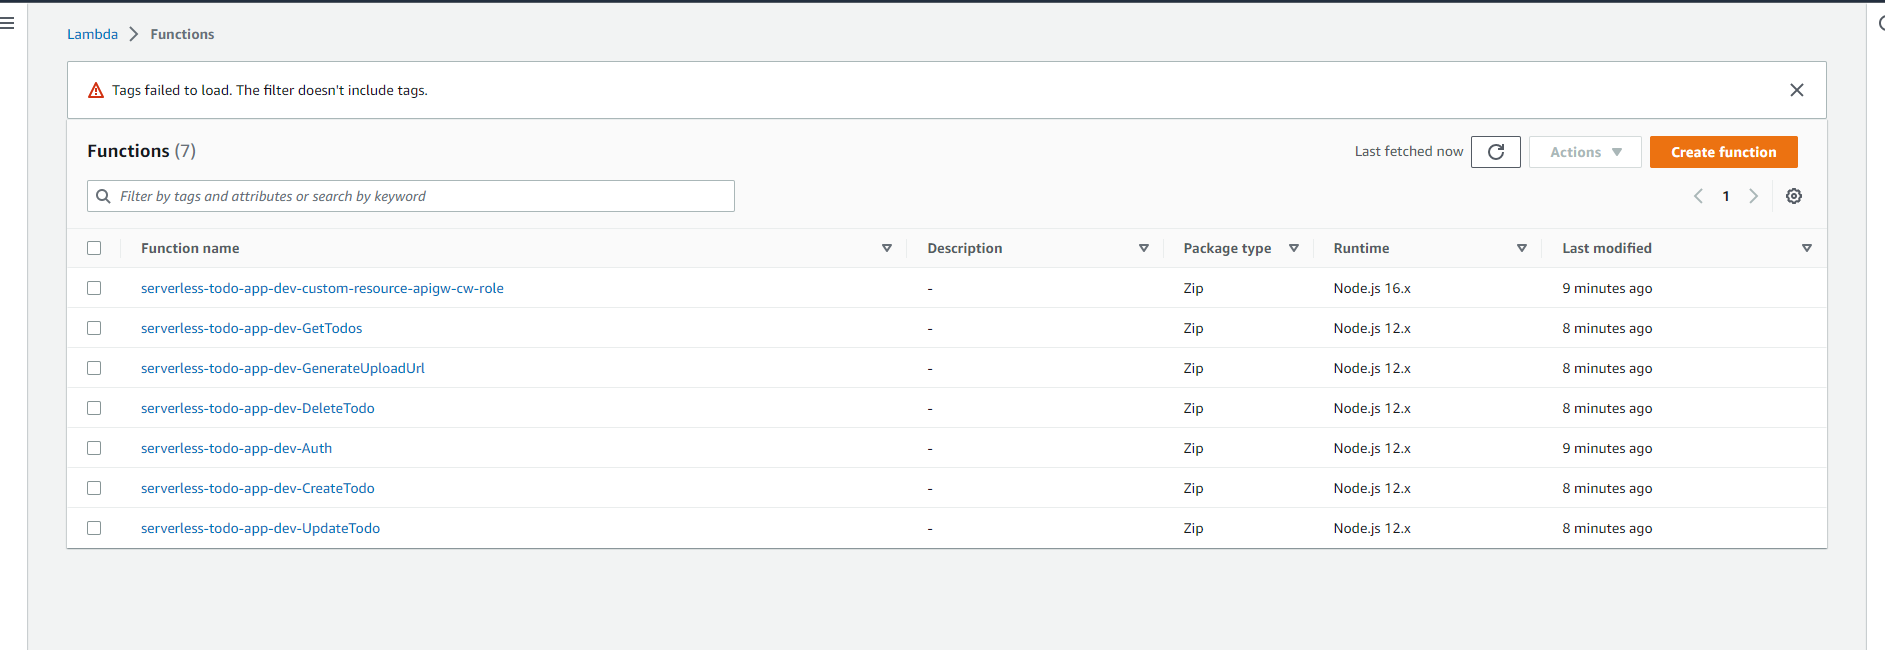 Lambda > Functions
Tags failed to load. The filter doesn't include tags.
Functions (7) Last fetched now Actions Create function
Filter by tags and attributes or search by keyword 1
Function name Description Package type Runtime Last modified
serverless-todo-app-dev-custom-resource-apigw-cw-role - Zip Node.js 16.x 9 minutes ago
serverless-todo-app-dev-GetTodos - Zip Node.js 12.x 8 minutes ago
serverless-todo-app-dev-GenerateUploadUrl - Zip Node.js 12.x 8 minutes ago
serverless-todo-app-dev-DeleteTodo - Zip Node.js 12.x 8 minutes ago
serverless-todo-app-dev-Auth - Zip Node.js 12.x 9 minutes ago
serverless-todo-app-dev-CreateTodo - Zip Node.js 12.x 8 minutes ago
serverless-todo-app-dev-UpdateTodo - Zip Node.js 12.x 8 minutes ago